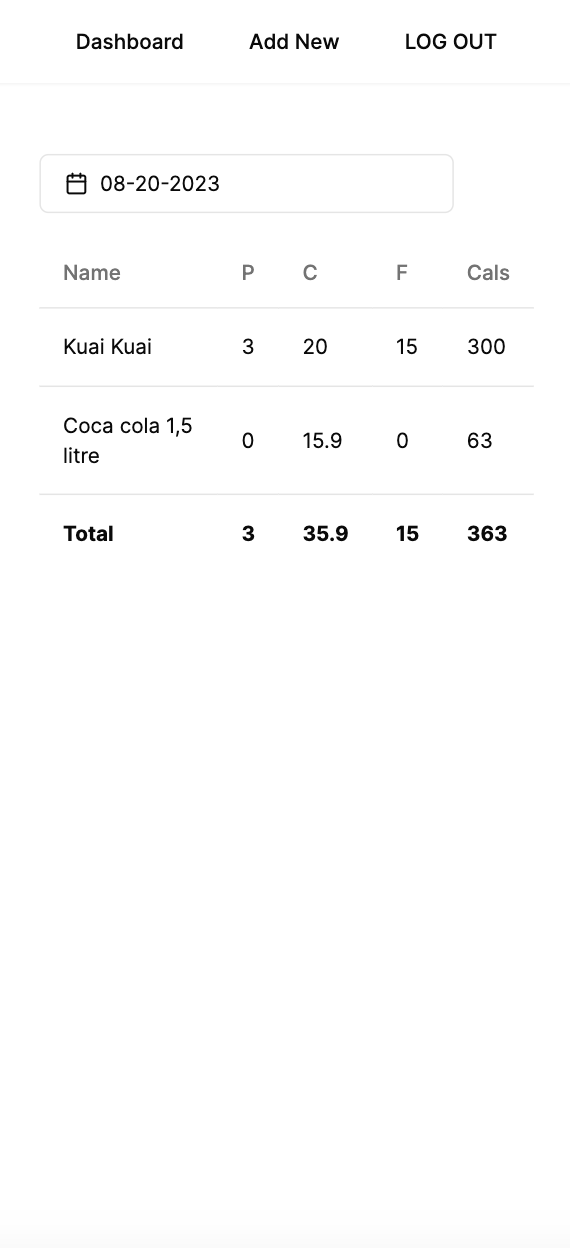 Dashboard Add New LOG OUT
08-20-2023
Name P C F Cals
Kuai Kuai 3 20 15 300
Coca cola 1,5
litre 0 15.9 0 63
Total 3 35.9 15 363